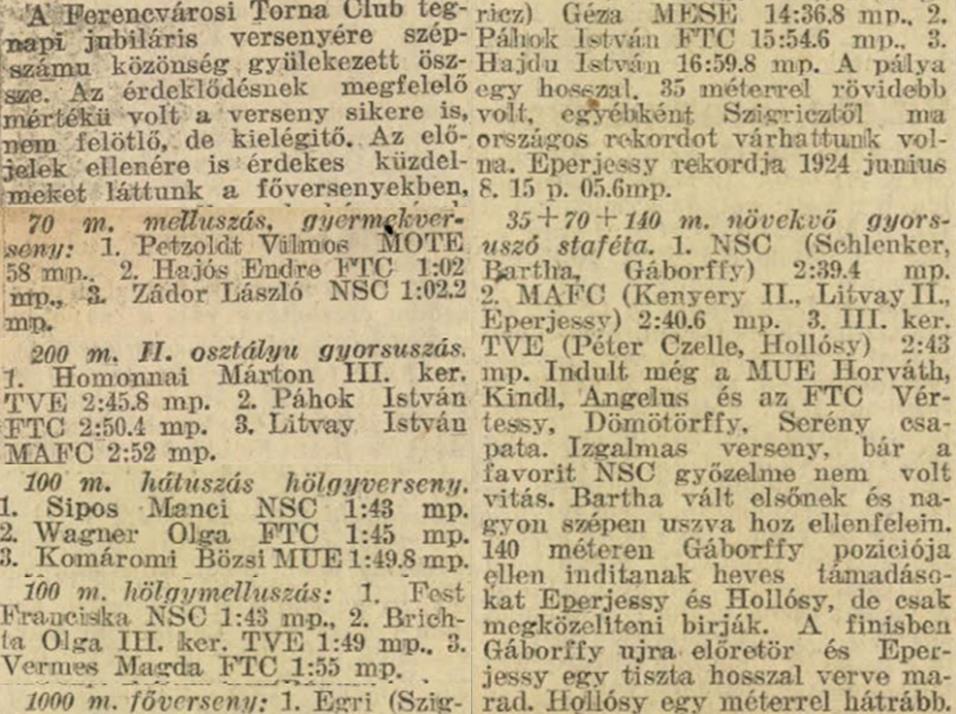 A Ferencvárosi Torna Club teg-
napi jubiláris versenyére szép-
számu közönség gyülekezett ösz-
sze. Az érdeklődésnek megfelelő
mértékü volt a verseny sikere is,
nem felötlő, de kielégitő. Az elő-
jelek ellenére is érdekes küzdel-
meket láttunk a főversenyekben,
70 m. melluszás, gyermekver-
seny: 1. Petzoldt Vilmos MOTE
58 mp., 2. Hajós Endre FTC 1:02
mp., 3. Zádor László NSC 1:02.2
mp.
200 m. II. osztályu gyorsuszás.
1. Homonnai Márton III. ker.
TVE 2:45.8 mp. 2. Páhok István
FTC 2:50.4 mp. 3. Litvay István
MAFC 2:52 mp.
100 m. hátuszás hölgyverseny.
1. Sipos Manci NSC 1:43 mp.
2. Wagner Olga FTC 1:45 mp.
3. Komáromi Bözsi MUE 1:49.8 mp.
100 m. hölgymelluszás: 1. Fest
Franciska NSC 1:43 mp., 2. Brich-
ta Olga III. ker. TVE 1:49 mp., 3.
Vermes Magda FTC 1:55 mp.
1000 m. főverseny: 1. Egri (Szig-
ricz) Géza MESE 14:36.8 mp., 2.
Páhok István FTC 15:54.6 mp., 3.
Hajdu István 16:59.8 mp. A pálya
egy hosszal, 35 méterrel rövidebb
volt, egyébként Szigricztől ma
országos rekordot várhattunk vol-
na. Eperjessy rekordja 1924 junius
8. 15 p. 05.6mp.
35+70+140 m. növekvő gyors-
uszó staféta. 1. NSC (Schlenker,
Bartha, Gáborffy) 2:39.4 mp.
2. MAFC (Kenyery II., Litvay II.,
Eperjessy) 2:40.6 mp. 3. III. ker.
TVE (Péter Czelle, Hollósy) 2:43
mp. Indult még a MUE Horváth,
Kindl, Angelus és az FTC Vér-
tessy, Dömötörffy, Serény csa-
pata. Izgalmas verseny, bár a
favorit NSC győzelme nem volt
vitás. Bartha vált elsőnek és na-
gyon szépen uszva hoz ellenfelein.
140 méteren Gáborffy poziciója
ellen inditanak heves támadáso-
kat Eperjessy és Hollósy, de csak
megközeliteni birják. A finisben
Gáborffy ujra előretör és Eper-
jessy egy tiszta hosszal verve ma-
rad. Hollósy egy méterrel hátrább.